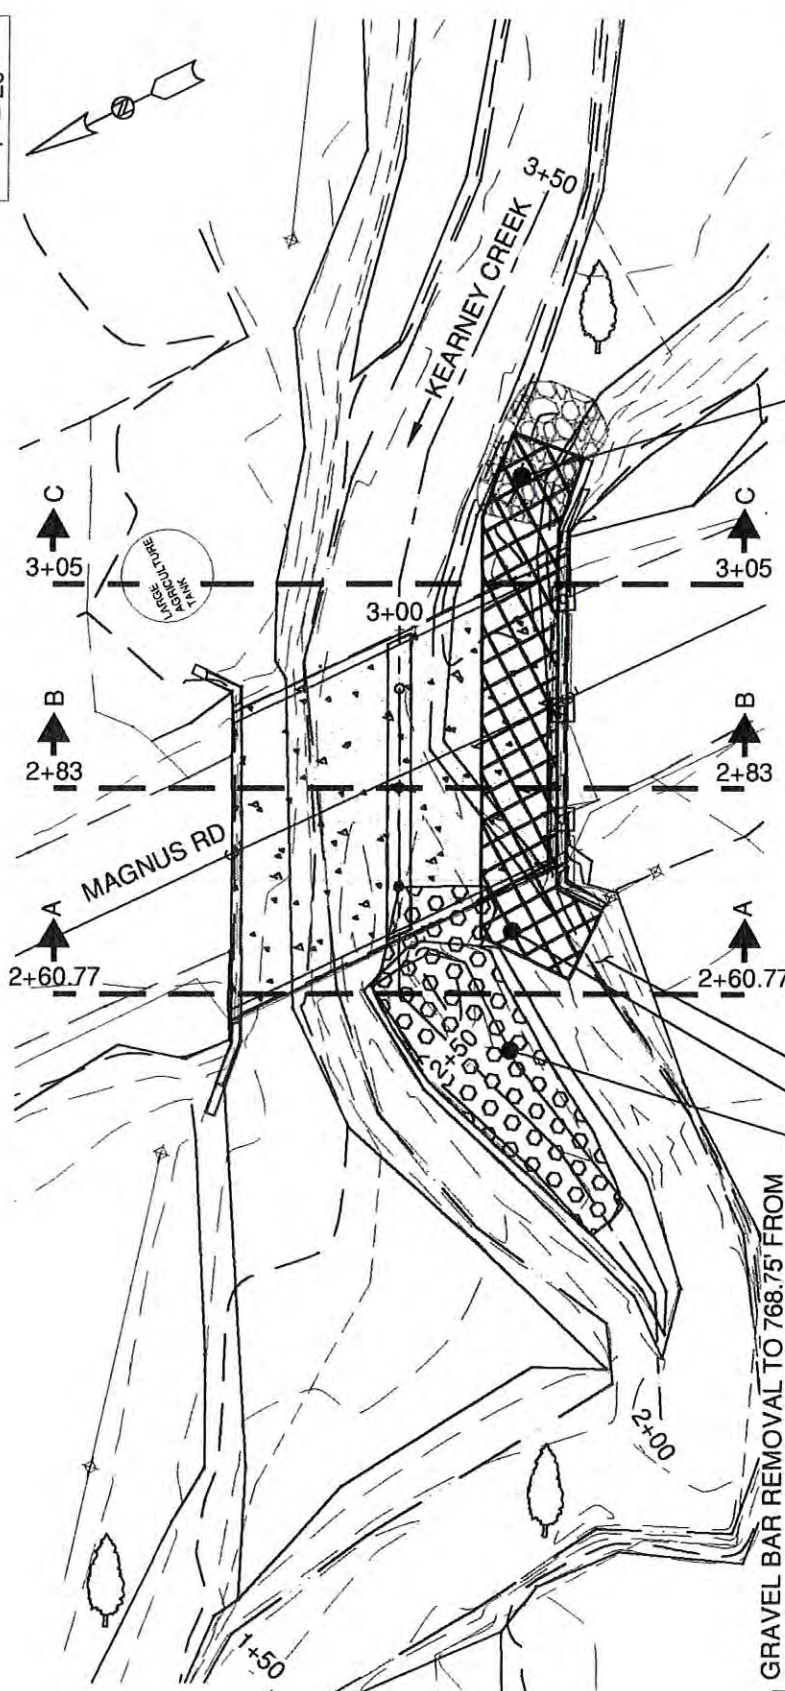 3+50
KEARNEY CREEK
C
C
3+05
3+05
LARGE
AGRICULTURE
TANK
3+00
B
B
2+83
2+83
MAGNUS RD
A
A
2+60.77
2+60.77
2+50
2+00
1+50
GRAVEL BAR REMOVAL TO 768.75' FROM